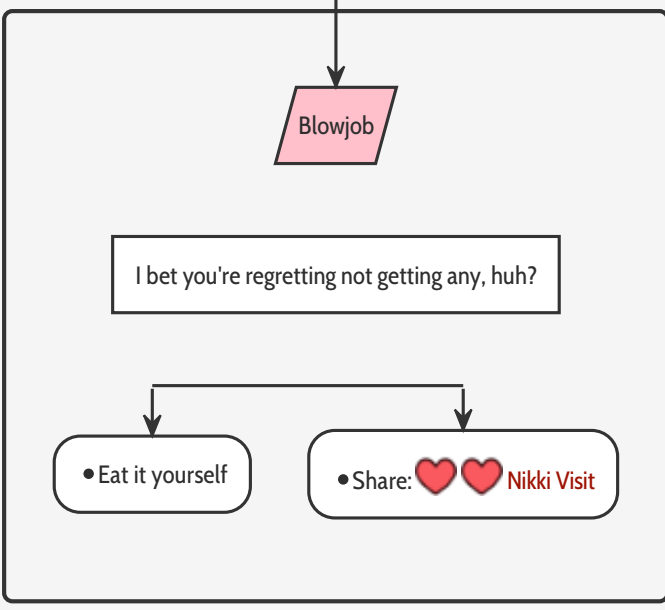 Blowjob
I bet you're regretting not getting any, huh?
•Eat it yourself
•Share: Nikki Visit